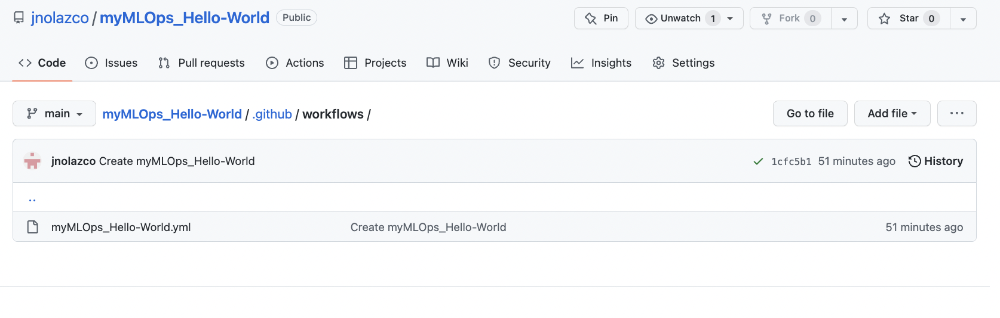 jnolazco / myMLOps_Hello-World Public Pin Unwatch 1 Fork 0 Star 0
Code Issues Pull requests Actions Projects Wiki Security Insights Settings
main myMLOps_Hello-World / .github / workflows / Go to file Add file ...
jnolazco Create myMLOps_Hello-World 1cfc5b1 51 minutes ago History
..
myMLOps_Hello-World.yml Create myMLOps_Hello-World 51 minutes ago